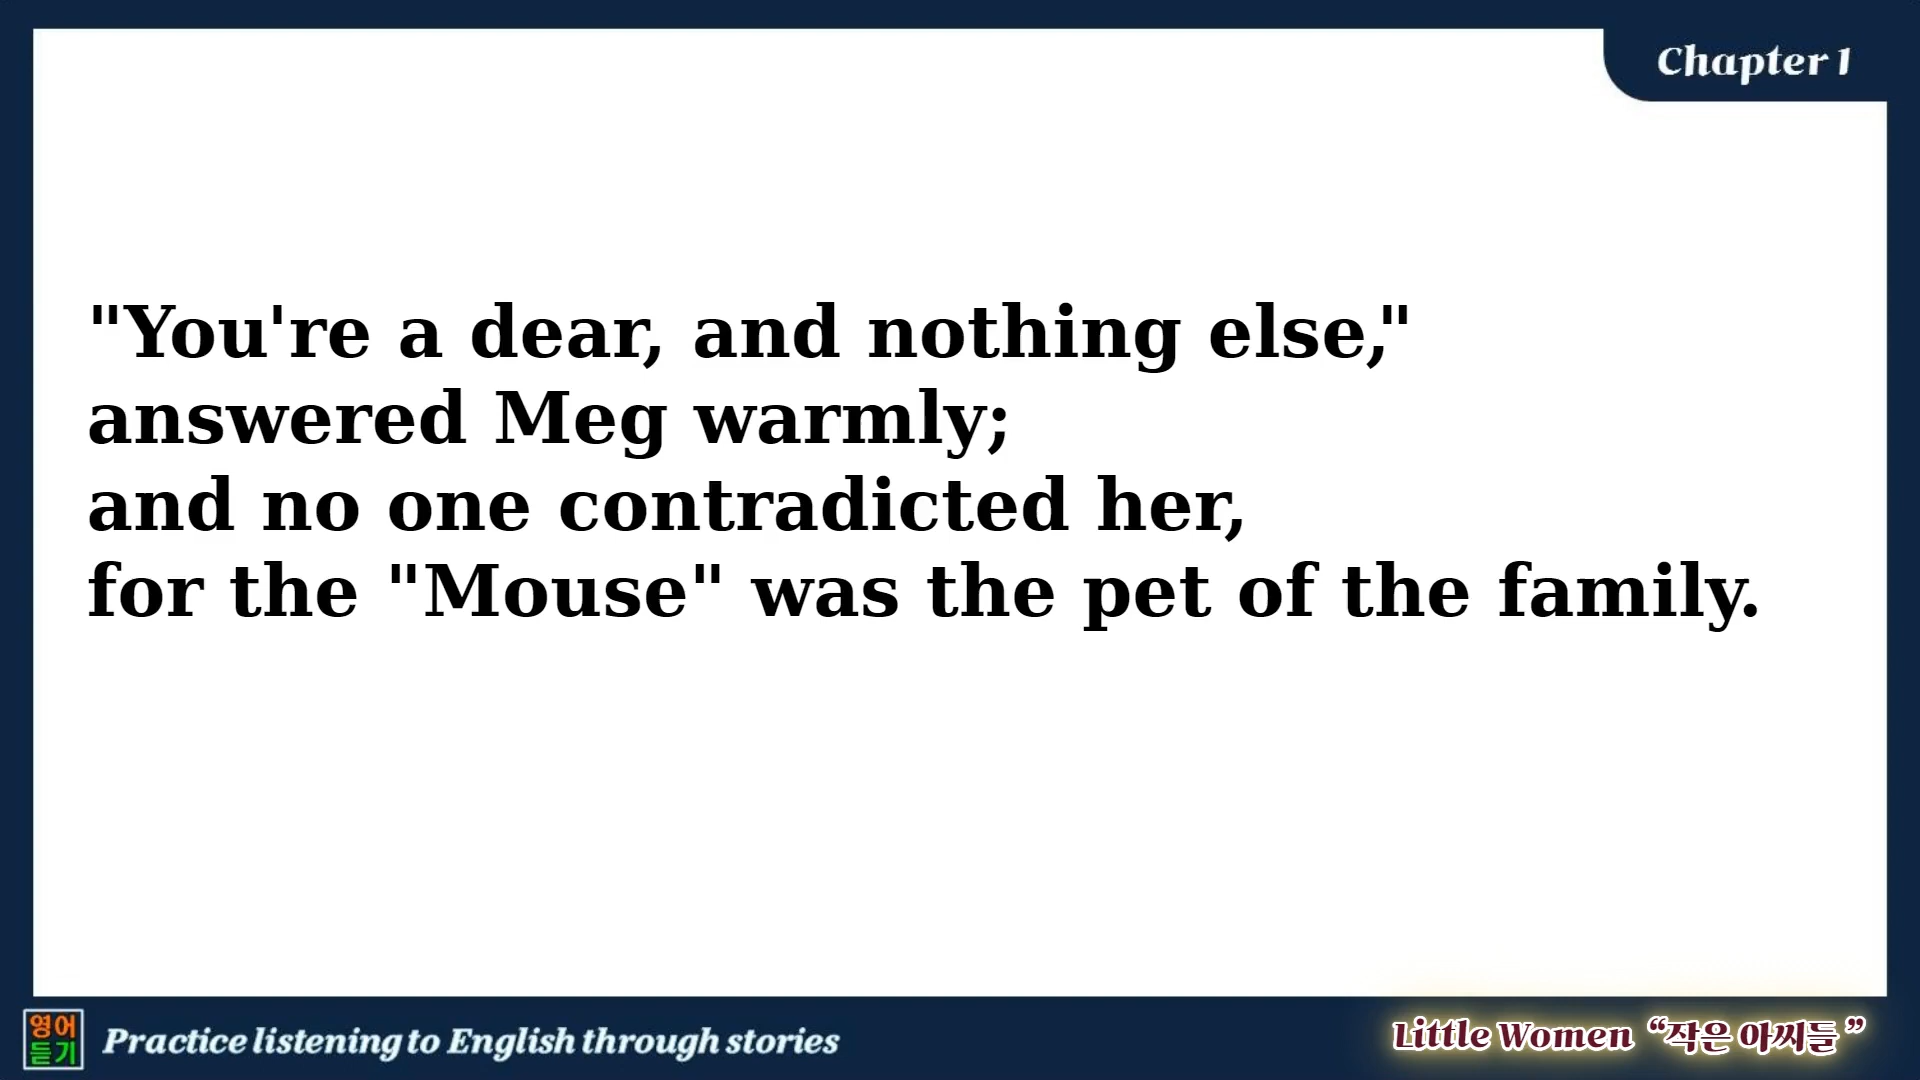 Chapter 1
"You're a dear, and nothing else,"
answered Meg warmly;
and no one contradicted her,
for the "Mouse" was the pet of the family.
영어
듣기
Practice listening to English through stories
Little Women “작은 아씨들”